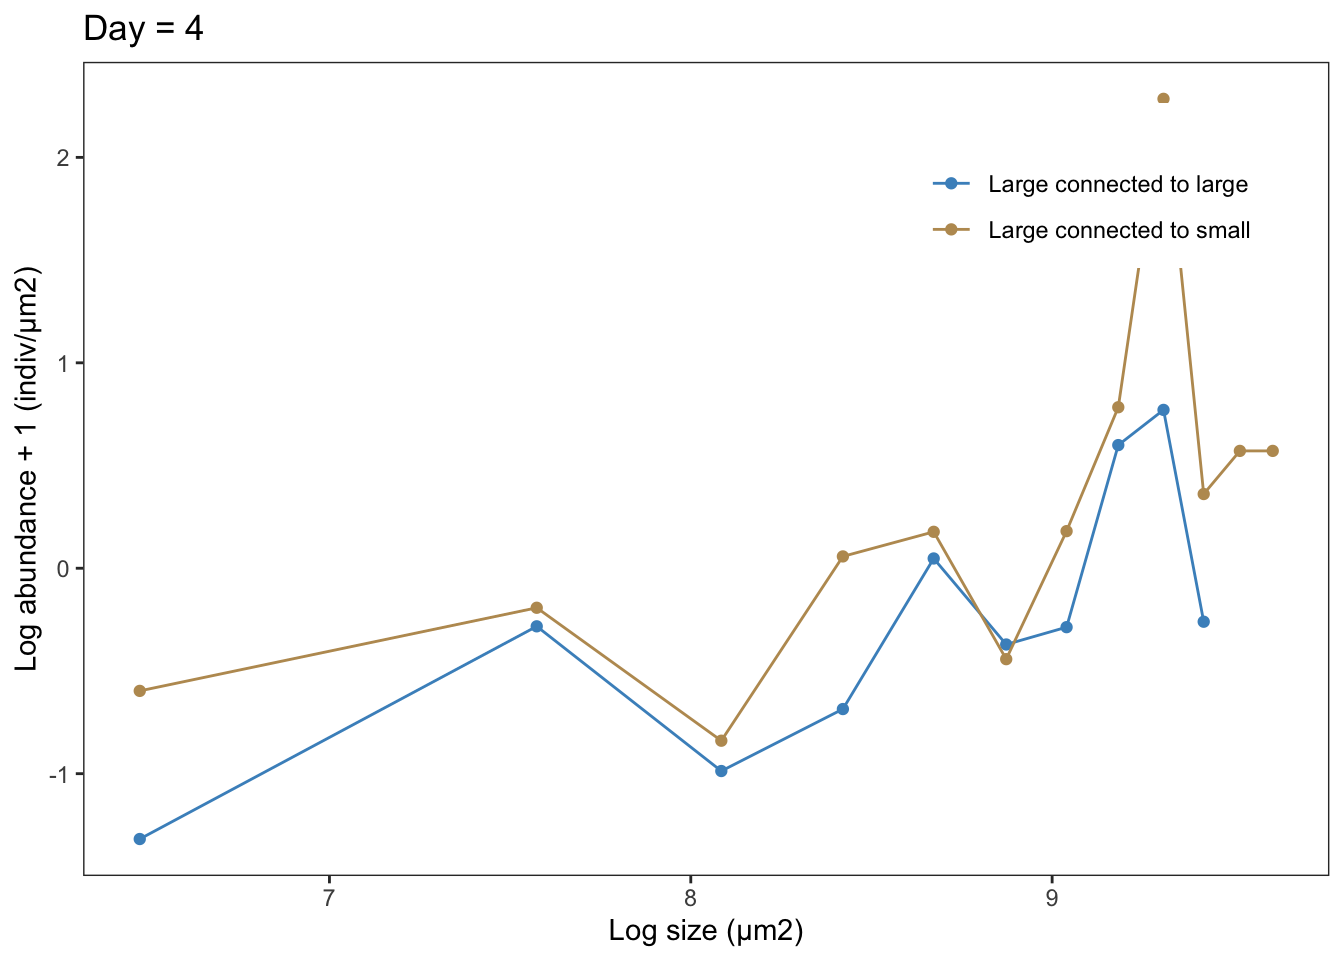 Day = 4
Log abundance + 1 (indiv/µm2)
2
1
0
-1
Large connected to large
Large connected to small
7 8 9
Log size (µm2)